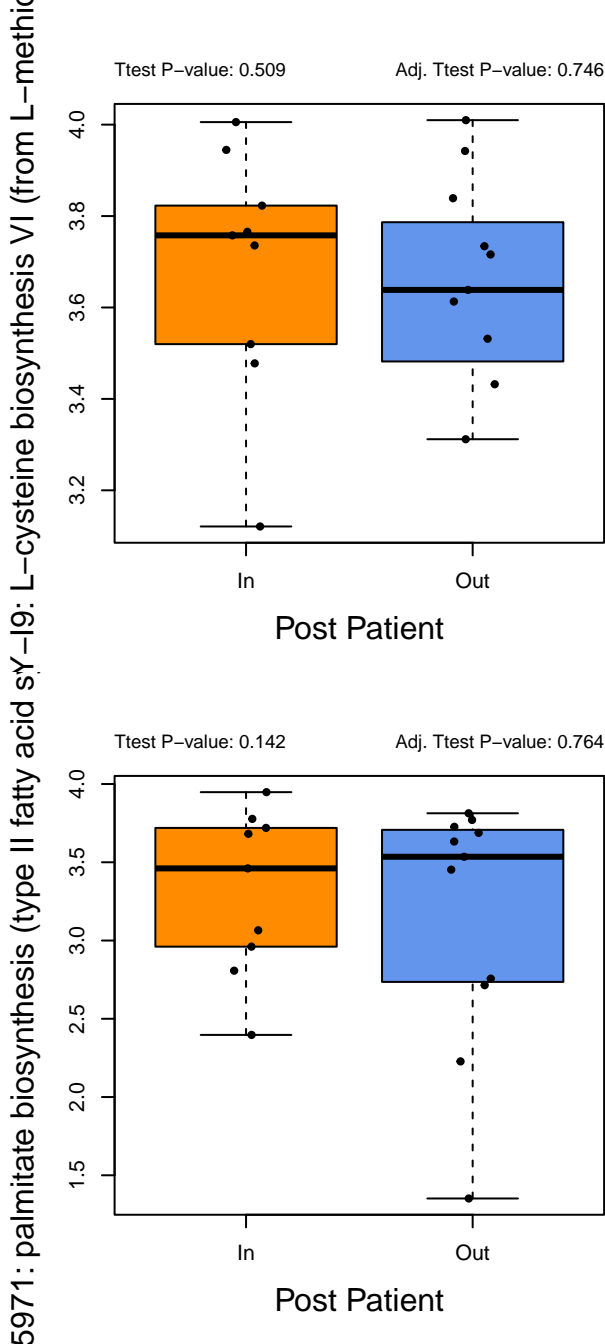 Ttest P−value: 0.509
Adj. Ttest P−value: 0.746
4.0
3.8
3.6
3.4
3.2
In
Out
Post Patient
I9: L−cysteine biosynthesis VI (from L−methio
Ttest P−value: 0.142
Adj. Ttest P−value: 0.764
4.0
3.5
3.0
2.5
2.0
1.5
In
Out
Post Patient
5971: palmitate biosynthesis (type II fatty acid